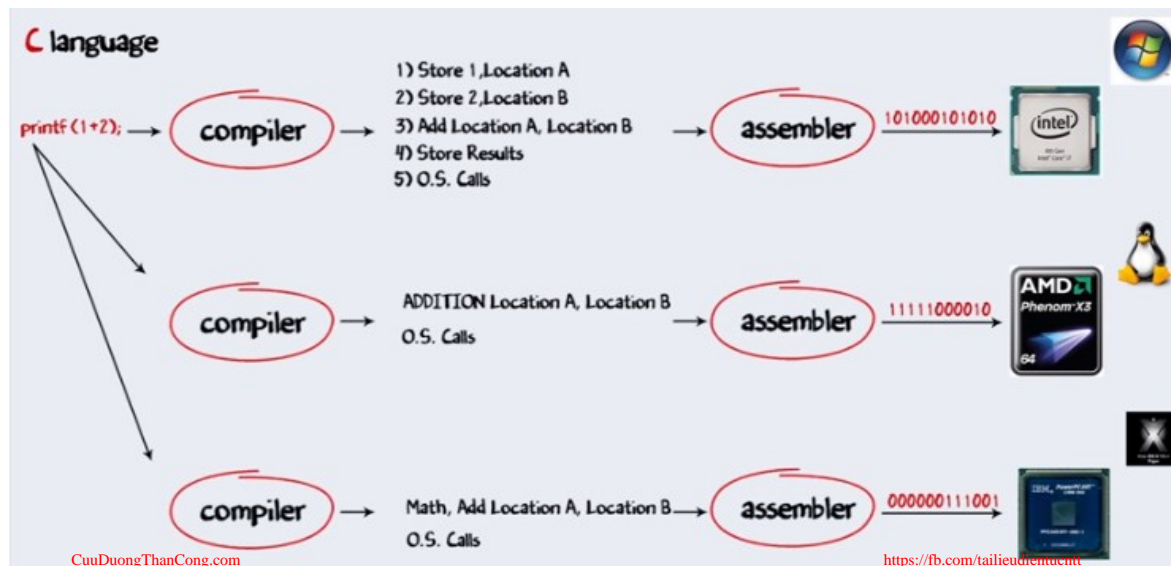 C language
1) Store 1,Location A
2) Store 2,Location B
3) Add Location A, Location B
4) Store Results
5) O.S. Calls
printf(1+2);
compiler
assembler
101000101010
intel
compiler
ADDITION Location A, Location B
O.S. Calls
assembler
11111000010
AMD
Phenom X3
64
compiler
Math, Add Location A, Location B
O.S. Calls
assembler
000000111001
IBM
CuuDuongThanCong.com
https://fb.com/tailieudientucntt